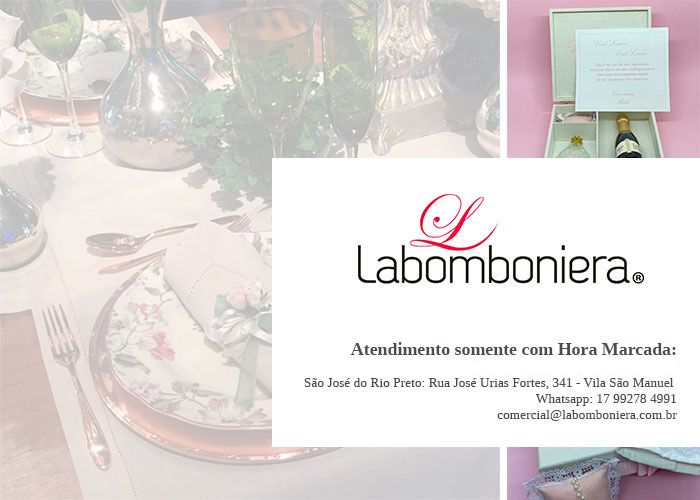 L
Labomboniera®
Atendimento somente com Hora Marcada:
São José do Rio Preto: Rua José Urias Fortes, 341 - Vila São Manuel
Whatsapp: 17 99278 4991
comercial@labomboniera.com.br